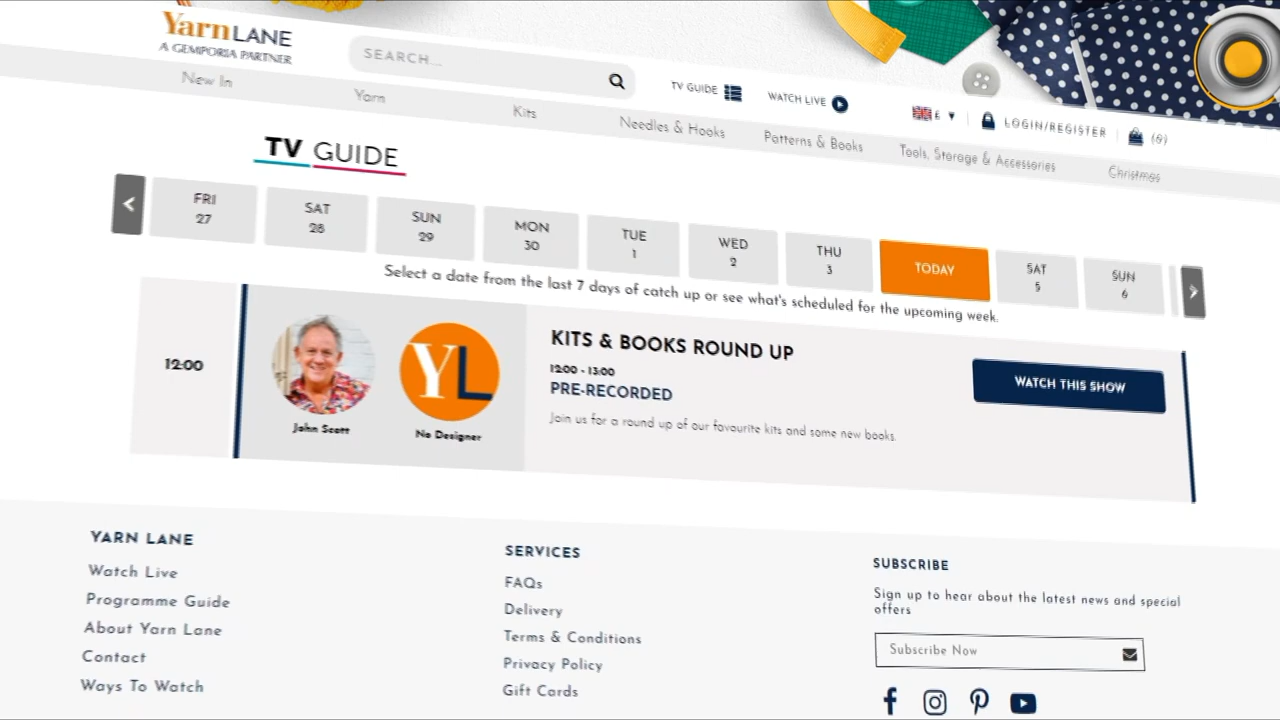 YarnLANE
A GEMPORIA PARTNER
SEARCH...
TV GUIDE
WATCH LIVE
£
LOGIN/REGISTER
(0)
New In
Yarn
Kits
Needles & Hooks
Patterns & Books
Tools, Storage & Accessories
Christmas
TV GUIDE
FRI
27
SAT
28
SUN
29
MON
30
TUE
1
WED
2
THU
3
TODAY
SAT
5
SUN
6
Select a date from the last 7 days of catch up or see what's scheduled for the upcoming week.
12:00
John Scott
YL
No Designer
KITS & BOOKS ROUND UP
12:00 - 13:00
PRE-RECORDED
Join us for a round up of our favourite kits and some new books.
WATCH THIS SHOW
YARN LANE
Watch Live
Programme Guide
About Yarn Lane
Contact
Ways To Watch
SERVICES
FAQs
Delivery
Terms & Conditions
Privacy Policy
Gift Cards
SUBSCRIBE
Sign up to hear about the latest news and special
offers
Subscribe Now